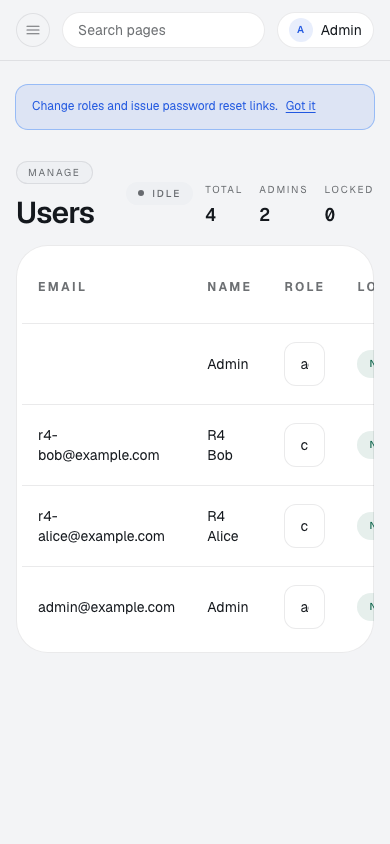 Search pages
A Admin
Change roles and issue password reset links. Got it
MANAGE
Users
IDLE
TOTAL ADMINS LOCKED
4 2 0
EMAIL NAME ROLE LO
Admin a N
r4-
bob@example.com
R4
Bob
c N
r4-
alice@example.com
R4
Alice
c N
admin@example.com Admin a N